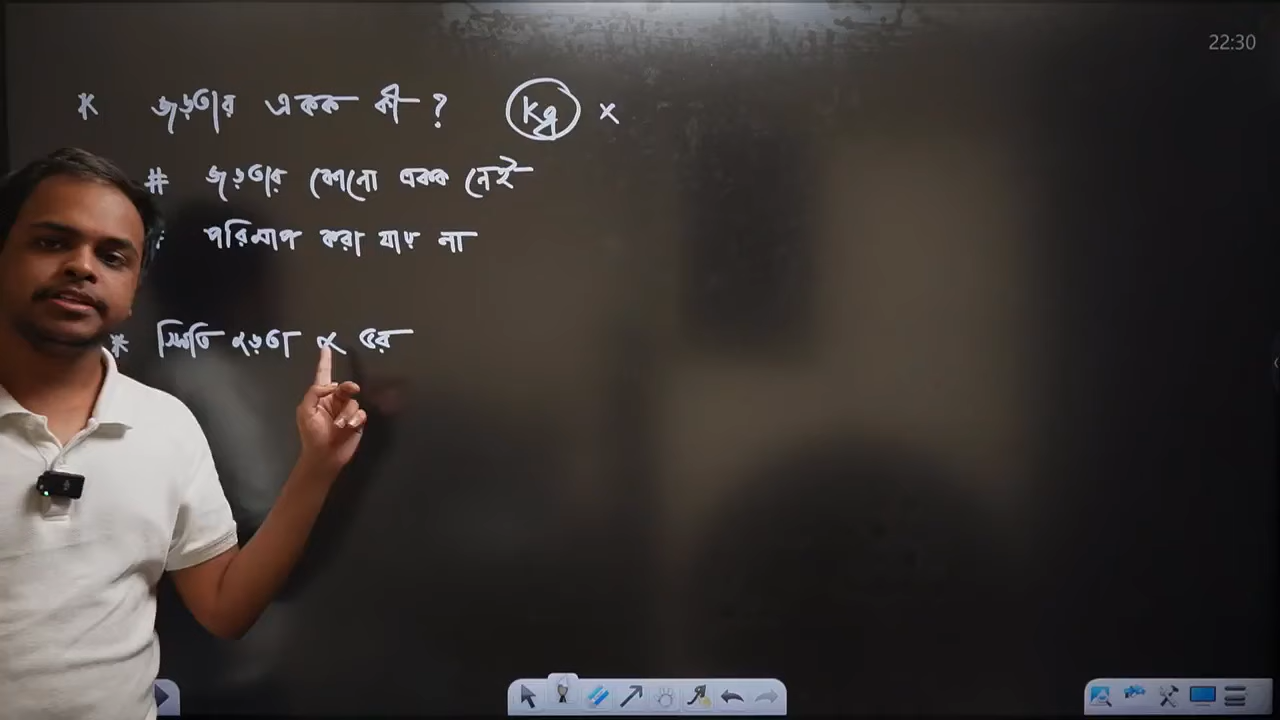 22:30
* জড়তার একক কী ? Kg ×
# জড়তার কোনো একক নেই
পরিমাপ করা যায় না
* স্থিতি জড়তা ∝ ভর